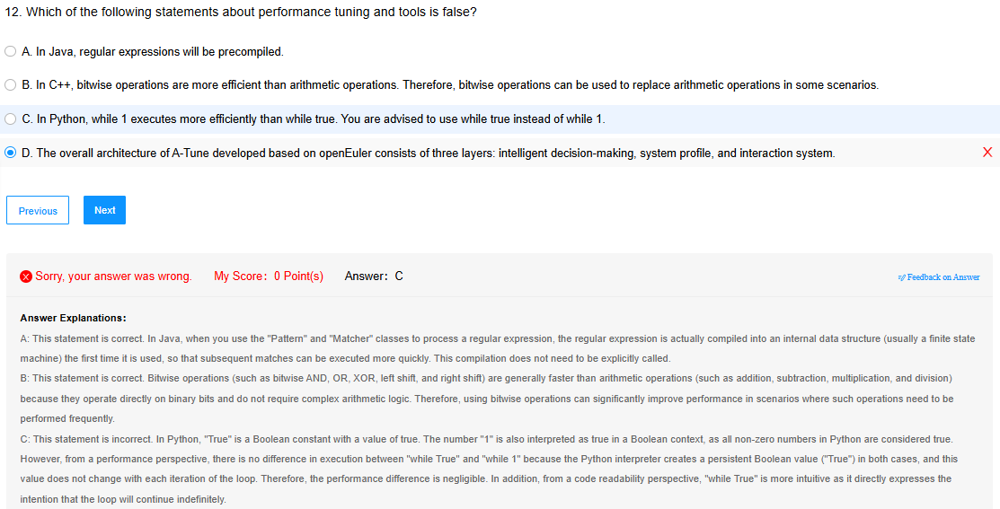 12. Which of the following statements about performance tuning and tools is false?
A. In Java, regular expressions will be precompiled.
B. In C++, bitwise operations are more efficient than arithmetic operations. Therefore, bitwise operations can be used to replace arithmetic operations in some scenarios.
C. In Python, while 1 executes more efficiently than while true. You are advised to use while true instead of while 1.
D. The overall architecture of A-Tune developed based on openEuler consists of three layers: intelligent decision-making, system profile, and interaction system.
Previous
Next
Sorry, your answer was wrong. My Score: 0 Point(s) Answer: C Feedback on Answer
Answer Explanations:
A: This statement is correct. In Java, when you use the "Pattern" and "Matcher" classes to process a regular expression, the regular expression is actually compiled into an internal data structure (usually a finite state
machine) the first time it is used, so that subsequent matches can be executed more quickly. This compilation does not need to be explicitly called.
B: This statement is correct. Bitwise operations (such as bitwise AND, OR, XOR, left shift, and right shift) are generally faster than arithmetic operations (such as addition, subtraction, multiplication, and division)
because they operate directly on binary bits and do not require complex arithmetic logic. Therefore, using bitwise operations can significantly improve performance in scenarios where such operations need to be
performed frequently.
C: This statement is incorrect. In Python, "True" is a Boolean constant with a value of true. The number "1" is also interpreted as true in a Boolean context, as all non-zero numbers in Python are considered true.
However, from a performance perspective, there is no difference in execution between "while True" and "while 1" because the Python interpreter creates a persistent Boolean value ("True") in both cases, and this
value does not change with each iteration of the loop. Therefore, the performance difference is negligible. In addition, from a code readability perspective, "while True" is more intuitive as it directly expresses the
intention that the loop will continue indefinitely.